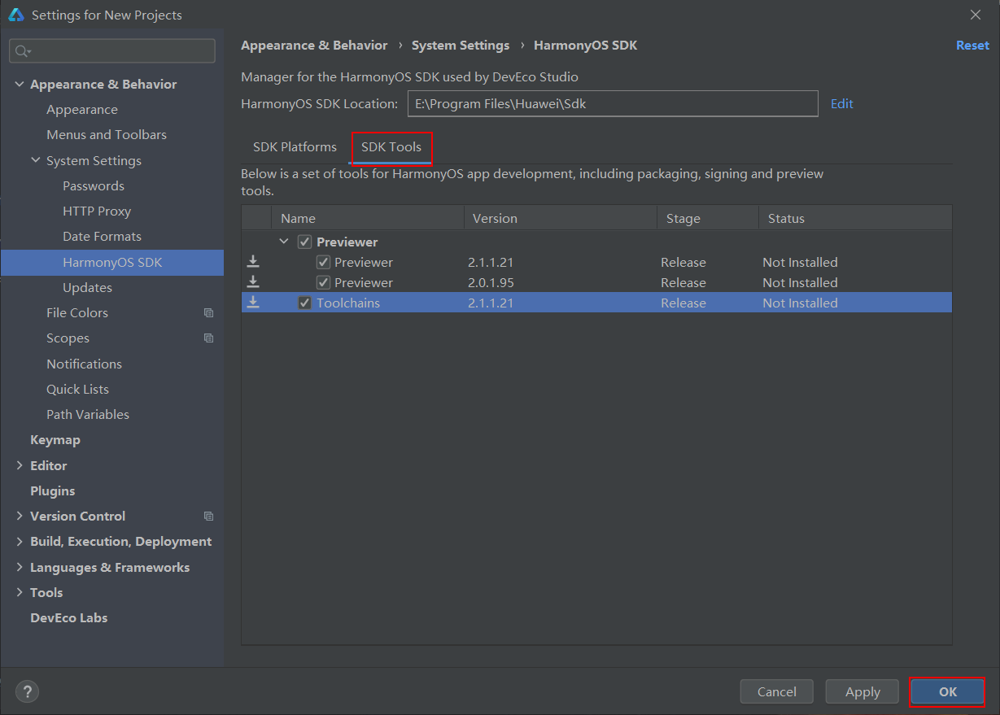 Settings for New Projects
Appearance & Behavior
Appearance
Menus and Toolbars
System Settings
Passwords
HTTP Proxy
Date Formats
HarmonyOS SDK
Updates
File Colors
Scopes
Notifications
Quick Lists
Path Variables
Keymap
Editor
Plugins
Version Control
Build, Execution, Deployment
Languages & Frameworks
Tools
DevEco Labs
Appearance & Behavior › System Settings › HarmonyOS SDK
Reset
Manager for the HarmonyOS SDK used by DevEco Studio
HarmonyOS SDK Location: E:\Program Files\Huawei\Sdk Edit
SDK Platforms SDK Tools
Below is a set of tools for HarmonyOS app development, including packaging, signing and preview
tools.
Name Version Stage Status
Previewer
Previewer 2.1.1.21 Release Not Installed
Previewer 2.0.1.95 Release Not Installed
Toolchains 2.1.1.21 Release Not Installed
? Cancel Apply OK